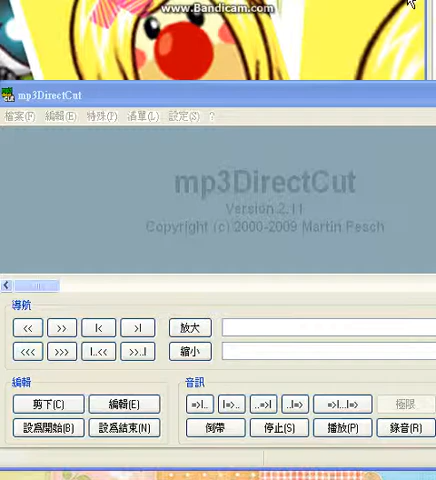 www.Bandicam.com
mp3DirectCut
檔案(F) 編輯(E) 特殊(P) 清單(L) 設定(S) ?
mp3DirectCut
Version 2.11
Copyright (c) 2000-2009 Martin Pesch
導航
<< >> |< >| 放大
<<< >>> |..<< >>..| 縮小
編輯 音訊
剪下(C) 編輯(E) =>|.. |=>.. ..=>| ..|=> =>|...|=> 極限
設為開始(B) 設為結束(N) 倒帶 停止(S) 播放(P) 錄音(R)